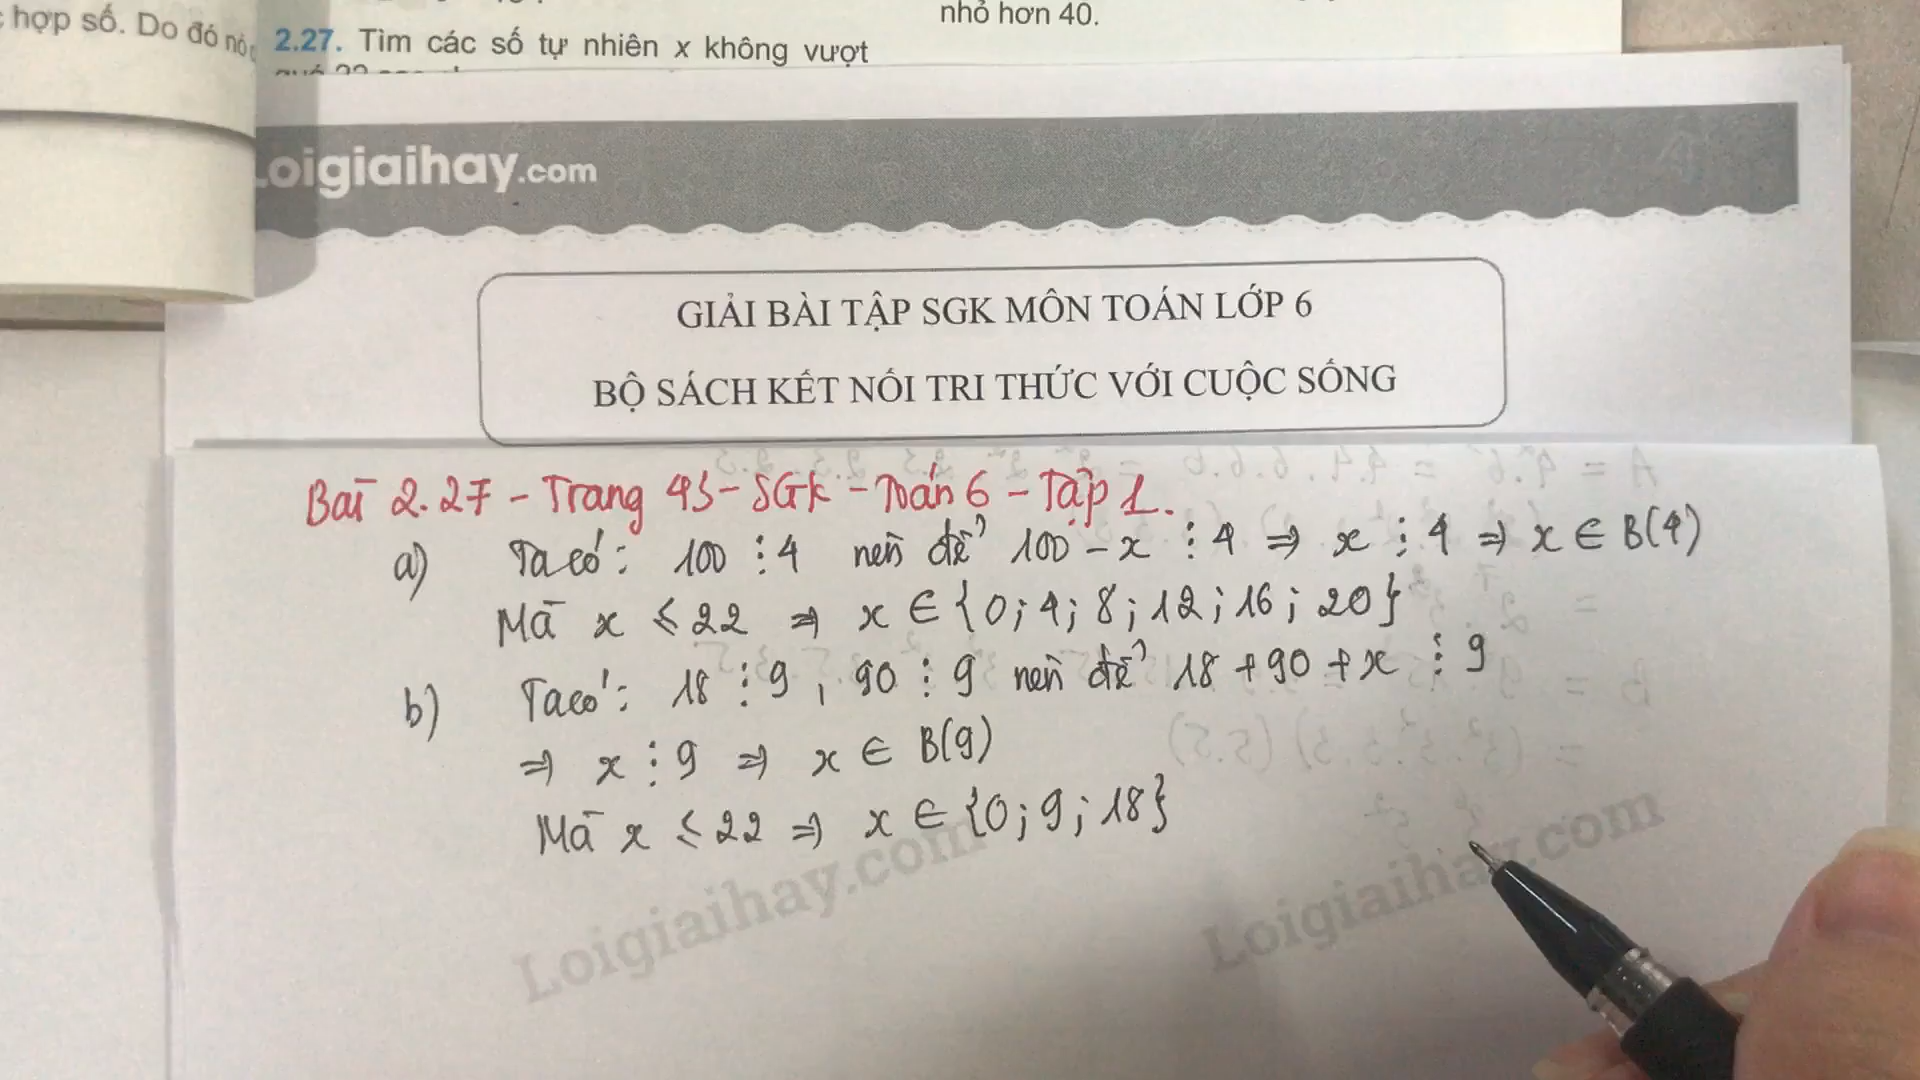 hợp số. Do đó nó
nhỏ hơn 40.
2.27. Tìm các số tự nhiên x không vượt
Loigiaihay.com
GIẢI BÀI TẬP SGK MÔN TOÁN LỚP 6
BỘ SÁCH KẾT NỐI TRI THỨC VỚI CUỘC SỐNG
Bài 2.27 - Trang 43 - SGK - Toán 6 - Tập 1.
a) Ta có: 100 ⋮ 4 nên để 100 - x ⋮ 4 ⇒ x ⋮ 4 ⇒ x ∈ B(4)
Mà x ≤ 22 ⇒ x ∈ {0; 4; 8; 12; 16; 20}
b) Ta có: 18 ⋮ 9, 90 ⋮ 9 nên để 18 + 90 + x ⋮ 9
⇒ x ⋮ 9 ⇒ x ∈ B(9)
Mà x ≤ 22 ⇒ x ∈ {0; 9; 18}
Loigiaihay.com
Loigiaihay.com